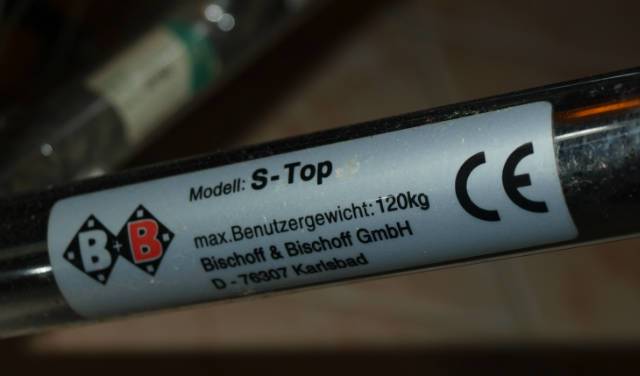 Modell: S-Top
max.Benutzergewicht: 120kg
Bischoff & Bischoff GmbH
D - 76307 Karlsbad
B+B
CE